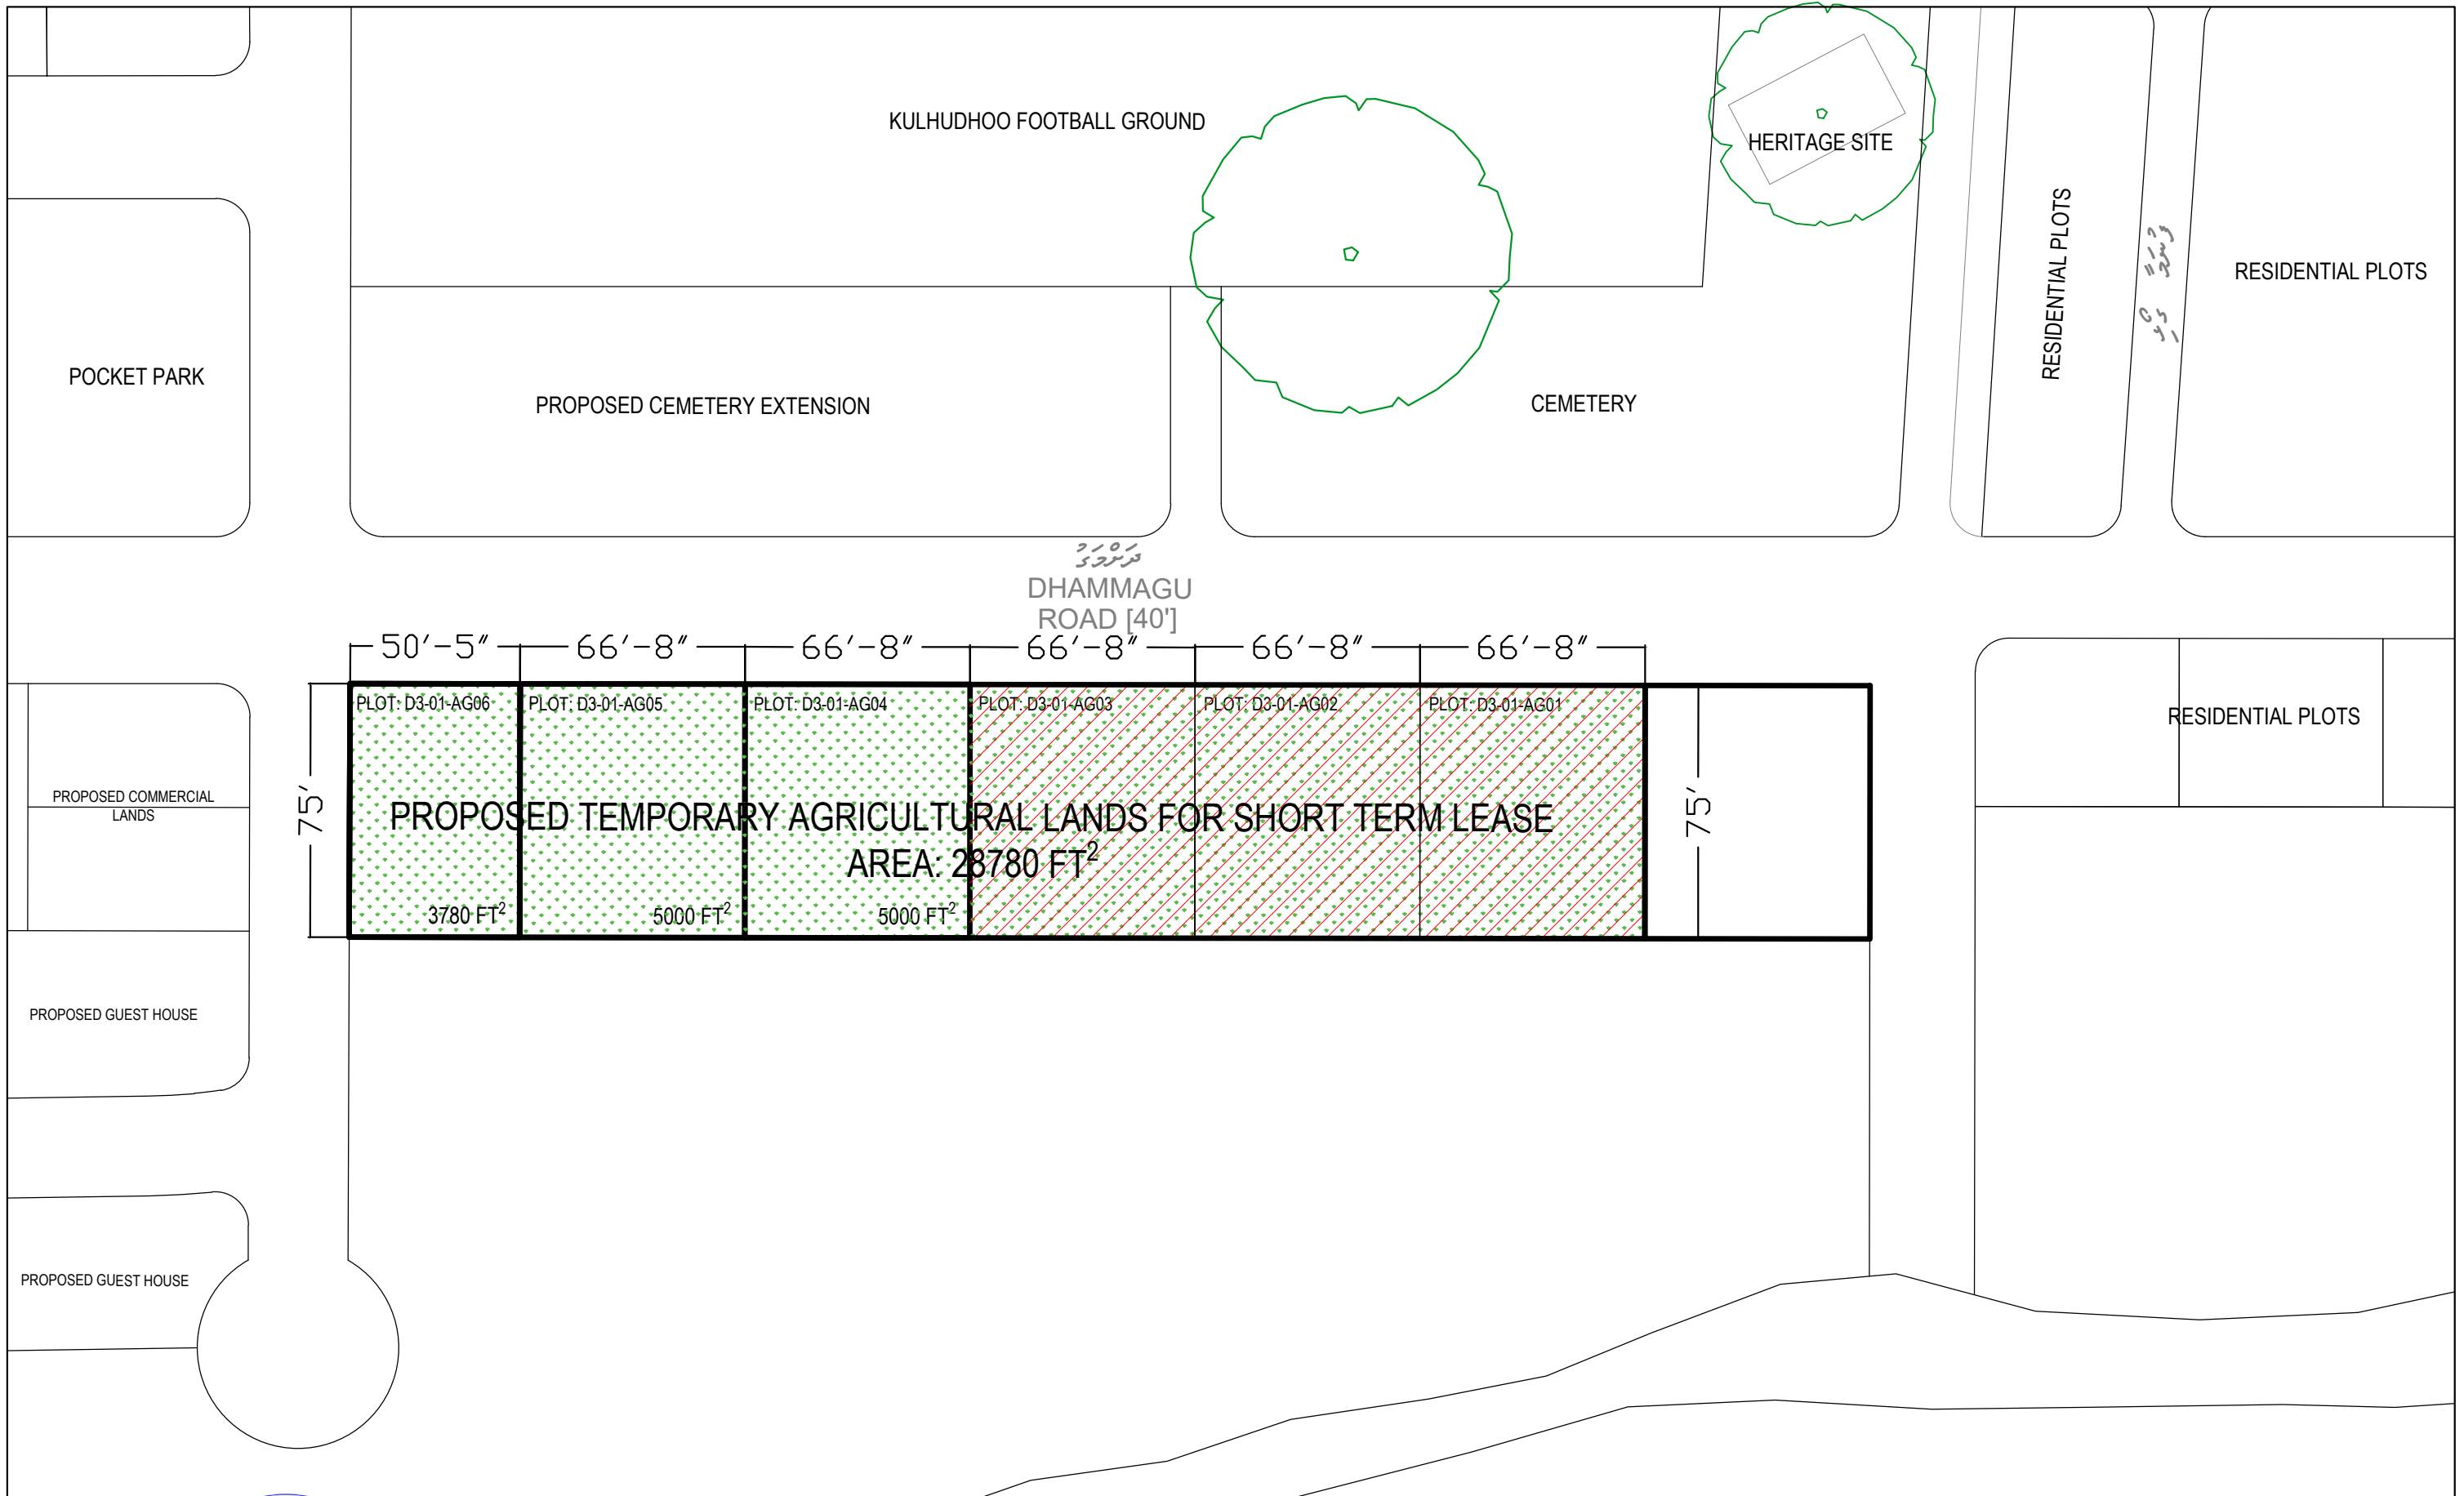 KULHUDHOO FOOTBALL GROUND
HERITAGE SITE
RESIDENTIAL PLOTS
RESIDENTIAL PLOTS
POCKET PARK
PROPOSED CEMETERY EXTENSION
CEMETERY
ދަންމަގު
DHAMMAGU
ROAD [40']
50'-5"
66'-8"
66'-8"
66'-8"
66'-8"
66'-8"
PLOT: D3-01-AG06
PLOT: D3-01-AG05
PLOT: D3-01-AG04
PLOT: D3-01-AG03
PLOT: D3-01-AG02
PLOT: D3-01-AG01
RESIDENTIAL PLOTS
75'
75'
PROPOSED COMMERCIAL
LANDS
PROPOSED TEMPORARY AGRICULTURAL LANDS FOR SHORT TERM LEASE
AREA: 28780 FT²
3780 FT²
5000 FT²
5000 FT²
PROPOSED GUEST HOUSE
PROPOSED GUEST HOUSE